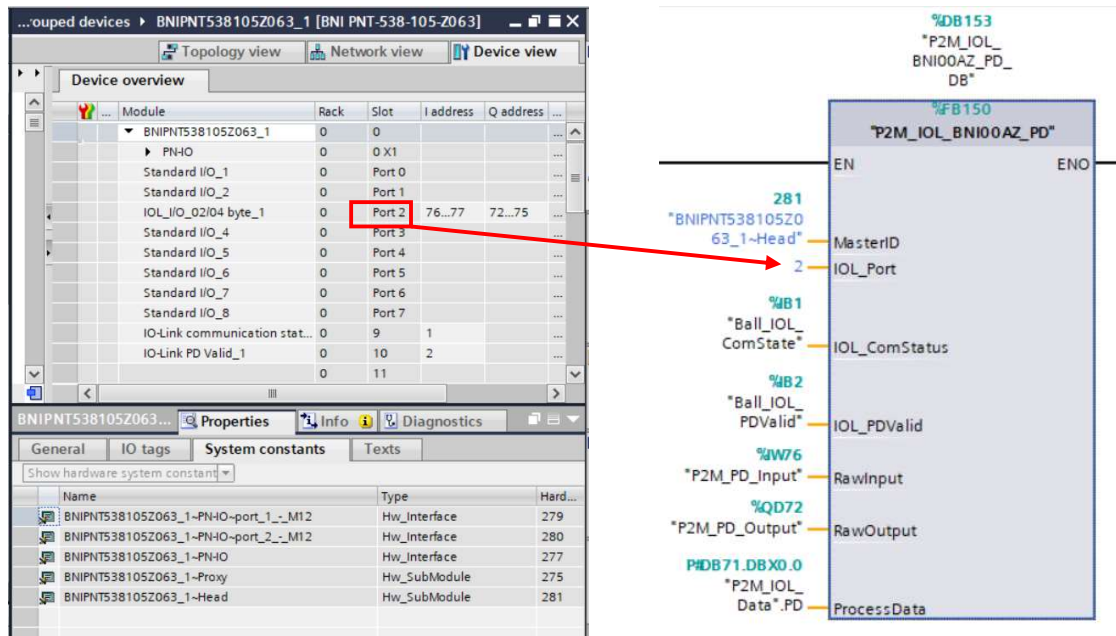 ...rouped devices ▸ BNIPNT538105Z063_1 [BNI PNT-538-105-Z063]
Topology view Network view Device view
Device overview
... Module Rack Slot I address Q address ...
BNIPNT538105Z063_1 0 0 ...
PN-IO 0 0 X1 ...
Standard I/O_1 0 Port 0 ...
Standard I/O_2 0 Port 1 ...
IOL_I/O_02/04 byte_1 0 Port 2 76...77 72...75 ...
Standard I/O_4 0 Port 3 ...
Standard I/O_5 0 Port 4 ...
Standard I/O_6 0 Port 5 ...
Standard I/O_7 0 Port 6 ...
Standard I/O_8 0 Port 7 ...
IO-Link communication stat... 0 9 1 ...
IO-Link PD Valid_1 0 10 2 ...
0 11
BNIPNT538105Z063... Properties Info Diagnostics
General IO tags System constants Texts
Show hardware system constant
Name Type Hard...
BNIPNT538105Z063_1~PN-IO~port_1_-_M12 Hw_Interface 279
BNIPNT538105Z063_1~PN-IO~port_2_-_M12 Hw_Interface 280
BNIPNT538105Z063_1~PN-IO Hw_Interface 277
BNIPNT538105Z063_1~Proxy Hw_SubModule 275
BNIPNT538105Z063_1~Head Hw_SubModule 281
%DB153
"P2M_IOL_
BNI00AZ_PD_
DB"
%FB150
"P2M_IOL_BNI00AZ_PD"
EN ENO
281
"BNIPNT538105Z0
63_1~Head" MasterID
2 IOL_Port
%IB1
"Ball_IOL_
ComState" IOL_ComStatus
%IB2
"Ball_IOL_
PDValid" IOL_PDValid
%IW76
"P2M_PD_Input" RawInput
%QD72
"P2M_PD_Output" RawOutput
P#DB71.DBX0.0
"P2M_IOL_
Data".PD ProcessData